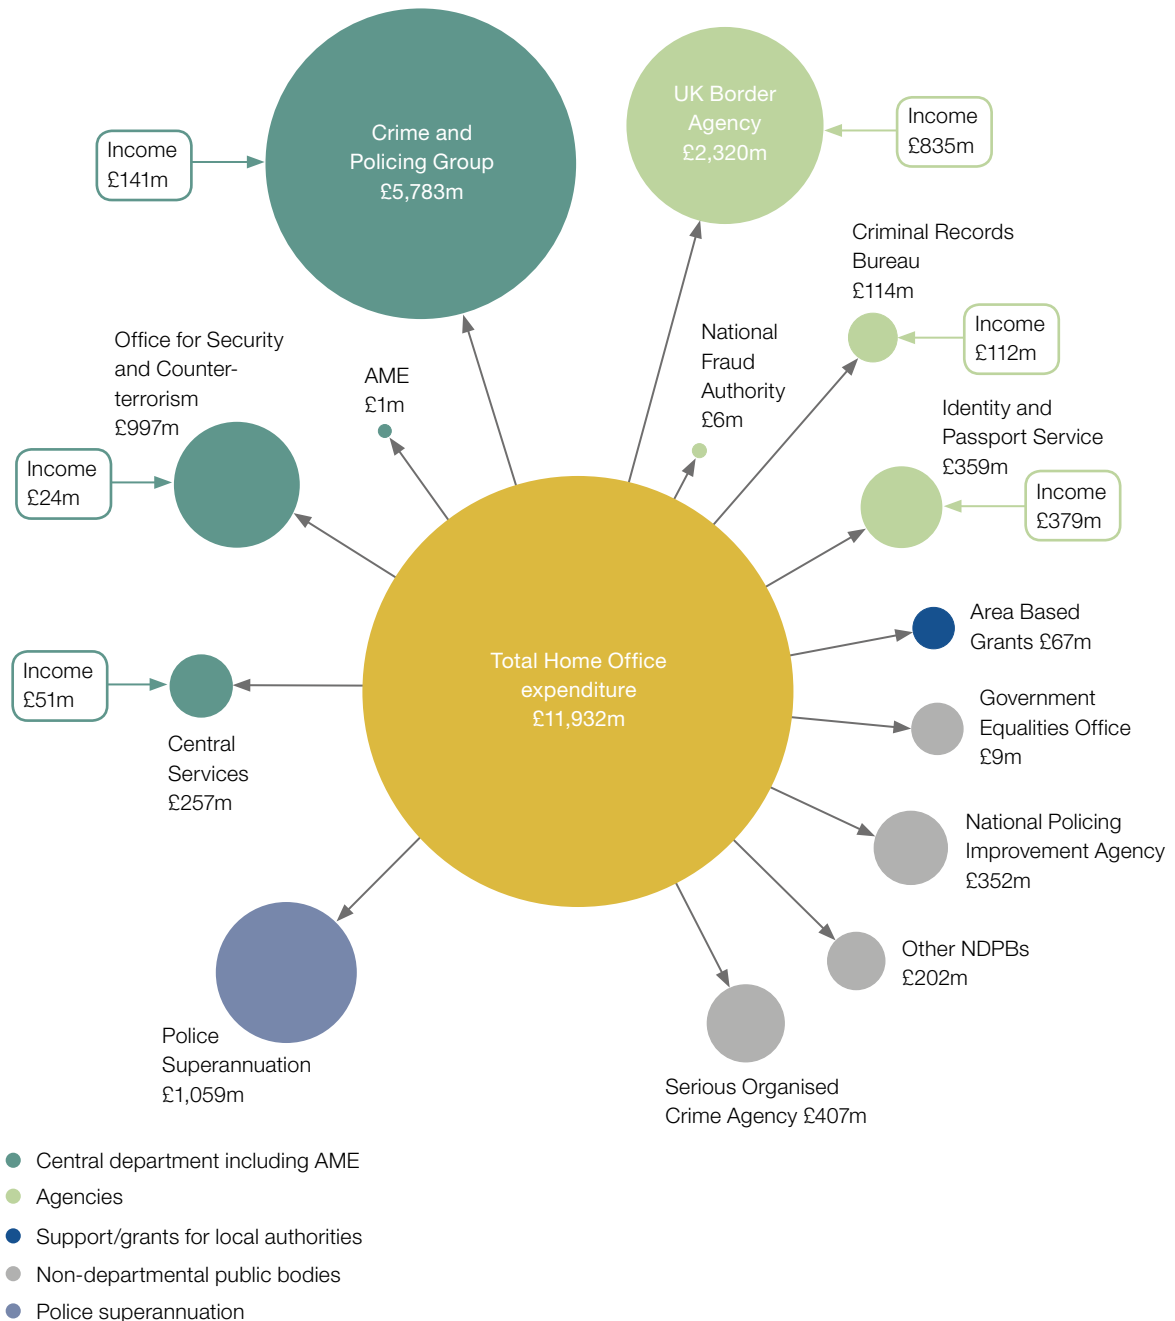 Crime and
Policing Group
£5,783m
UK Border
Agency
£2,320m
Income
£835m
Income
£141m
Criminal Records
Bureau
£114m
Income
£112m
National
Fraud
Authority
£6m
Office for Security
and Counter-
terrorism
£997m
AME
£1m
Identity and
Passport Service
£359m
Income
£379m
Income
£24m
Area Based
Grants £67m
Total Home Office
expenditure
£11,932m
Income
£51m
Government
Equalities Office
£9m
Central
Services
£257m
National Policing
Improvement Agency
£352m
Other NDPBs
£202m
Police
Superannuation
£1,059m
Serious Organised
Crime Agency £407m
Central department including AME
Agencies
Support/grants for local authorities
Non-departmental public bodies
Police superannuation